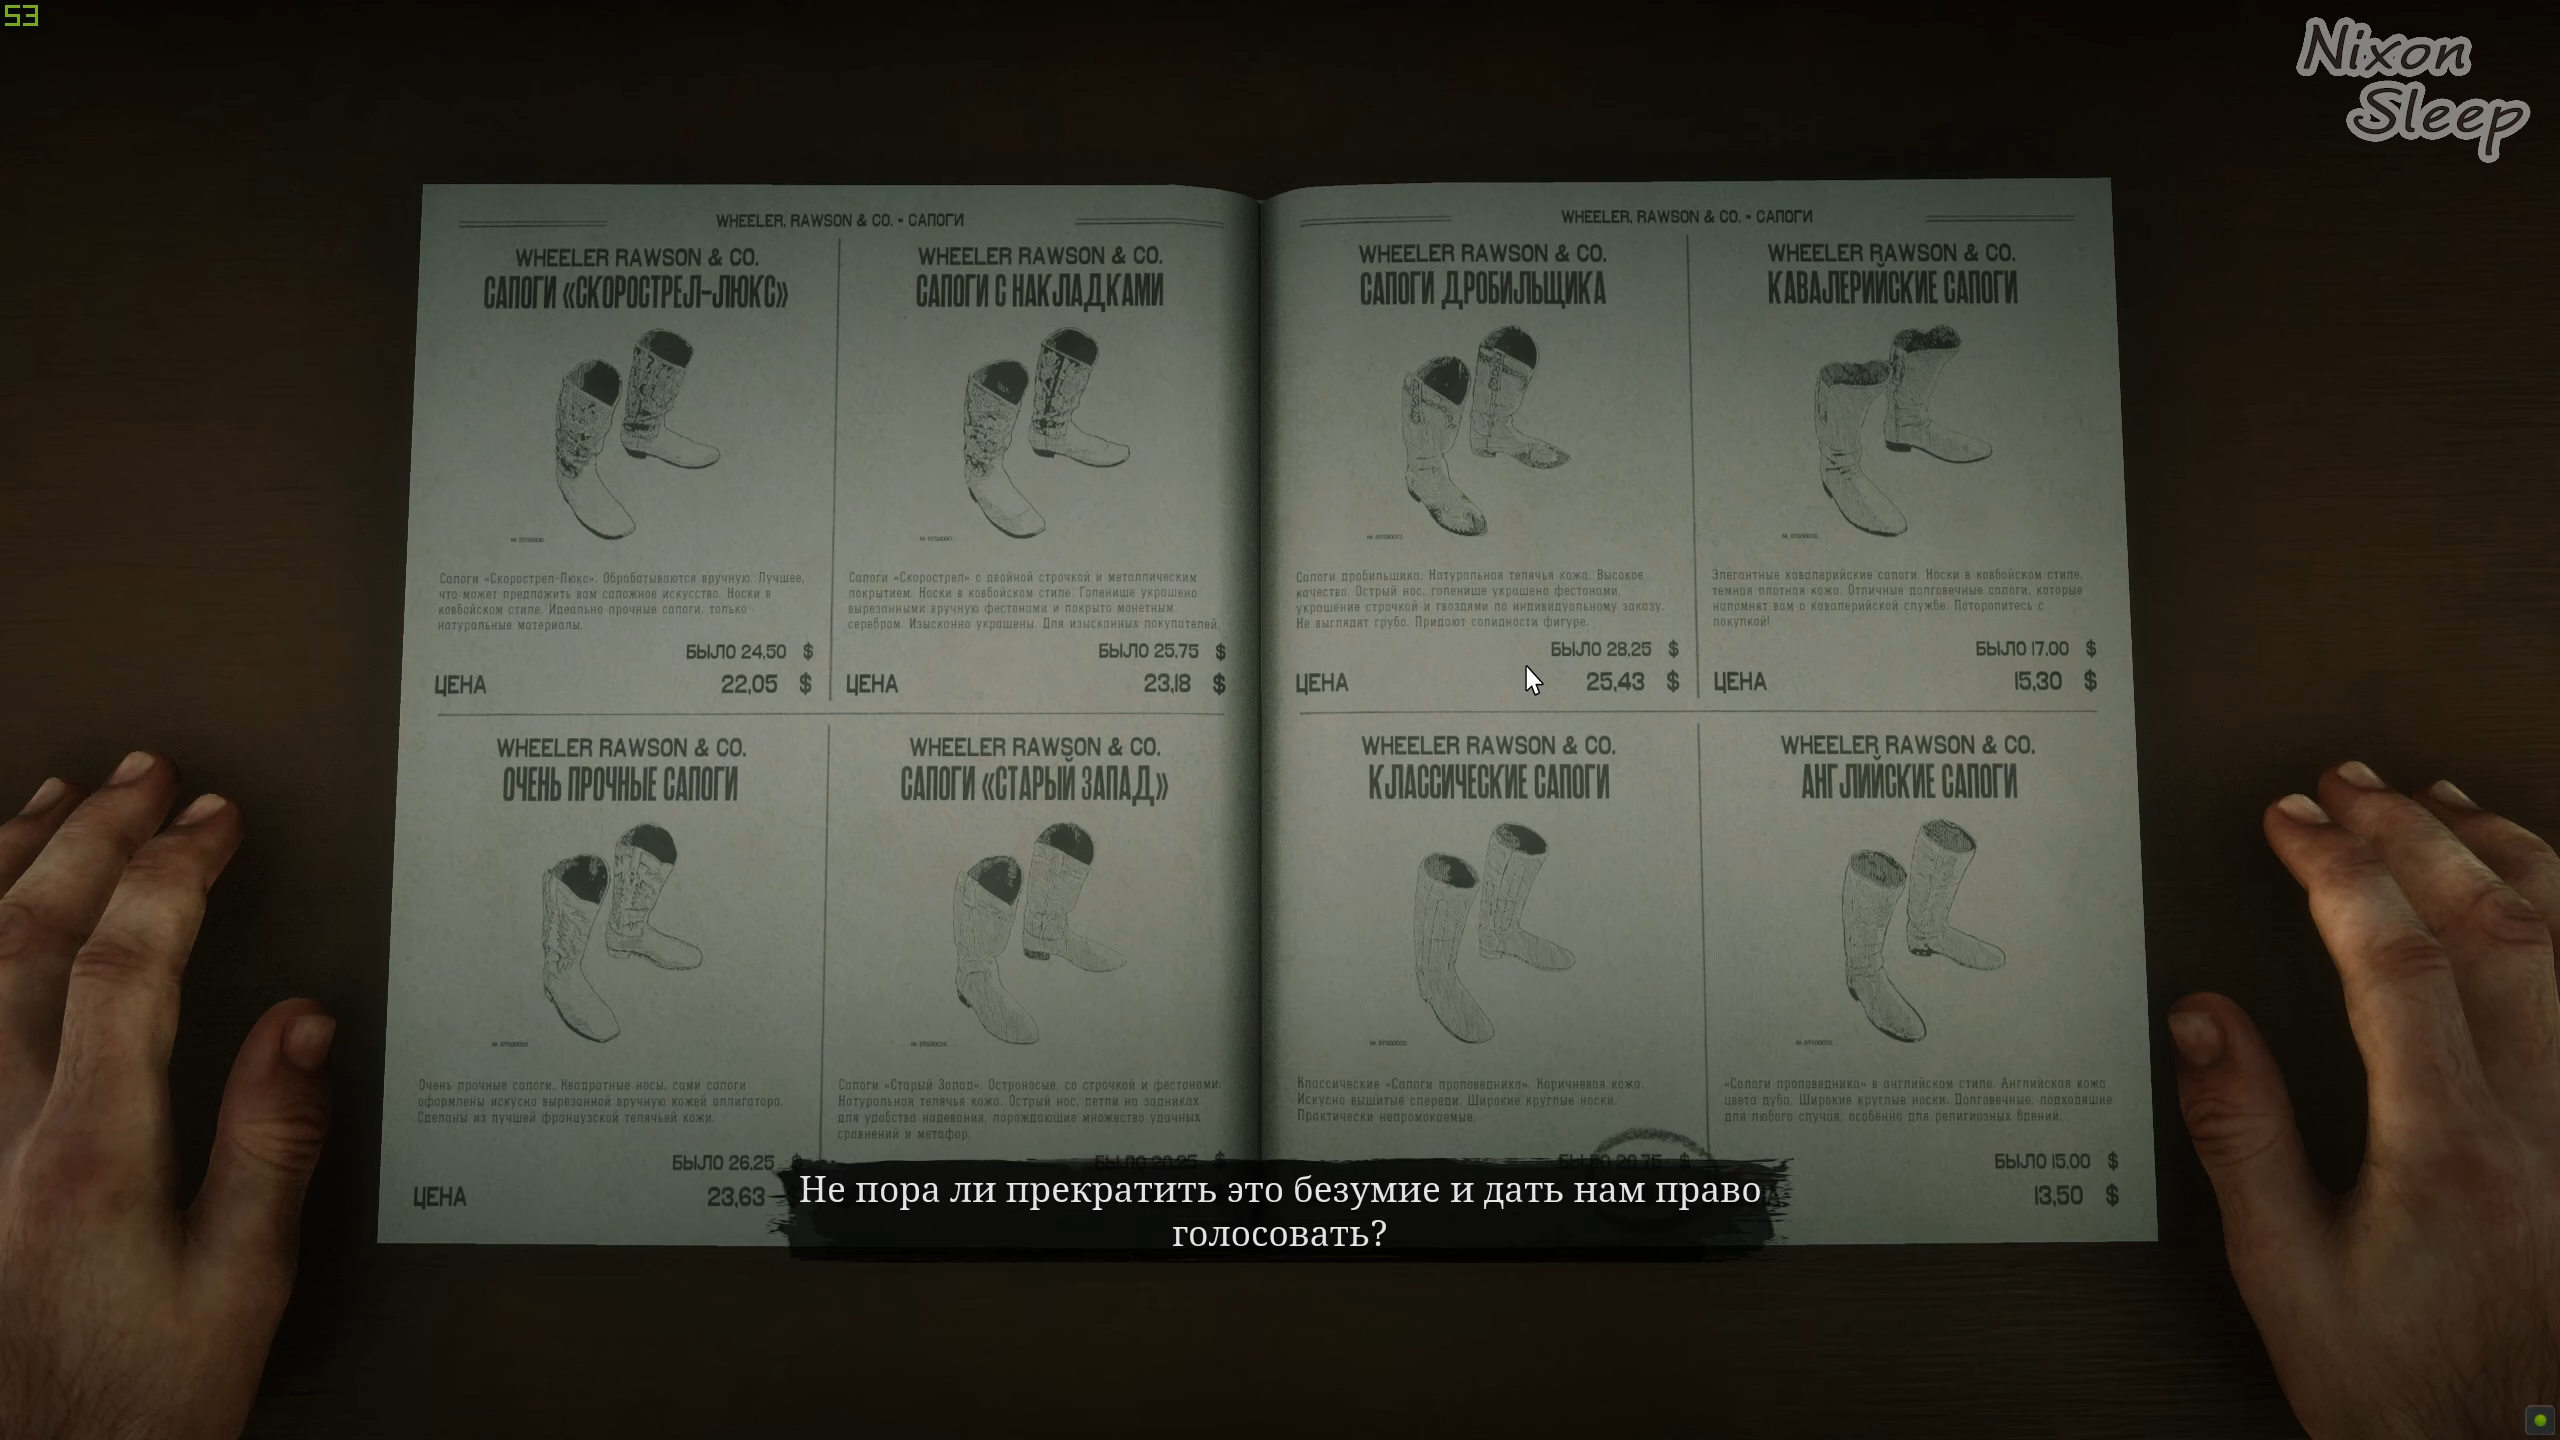 53
Nixon
Sleep
WHEELER, RAWSON & CO. - САПОГИ
WHEELER RAWSON & CO.
САПОГИ «СКОРОСТРЕЛ-ЛЮКС»
Сапоги «Скорострел-Люкс». Обрабатываются вручную. Лучшее,
что может предложить вам сапожное искусство. Носки в
ковбойском стиле. Идеально прочные сапоги, только
натуральные материалы.
БЫЛО 24,50 $
ЦЕНА 22,05 $
WHEELER RAWSON & CO.
САПОГИ С НАКЛАДКАМИ
Сапоги «Скорострел» с двойной строчкой и металлическим
покрытием. Носки в ковбойском стиле. Голенище украшено
вырезанными вручную фестонами и покрыто монетным
серебром. Изысканно украшены. Для изысканных покупателей.
БЫЛО 25,75 $
ЦЕНА 23,18 $
WHEELER RAWSON & CO.
ОЧЕНЬ ПРОЧНЫЕ САПОГИ
Очень прочные сапоги. Квадратные носы, сами сапоги
оформлены искусно вырезанной вручную кожей аллигатора.
Сделаны из лучшей французской телячьей кожи.
БЫЛО 26,25 $
ЦЕНА 23,63
WHEELER RAWSON & CO.
САПОГИ «СТАРЫЙ ЗАПАД»
Сапоги «Старый Запад». Остроносые, со строчкой и фестонами.
Натуральная телячья кожа. Острый нос, петли на задниках
для удобства надевания, порождающие множество удачных
сравнений и метафор.
БЫЛО 20,25 $
WHEELER, RAWSON & CO. - САПОГИ
WHEELER RAWSON & CO.
САПОГИ ДРОБИЛЬЩИКА
Сапоги дробильщика. Натуральная телячья кожа. Высокое
качество. Острый нос, голенище украшено фестонами,
украшение строчкой и гвоздями по индивидуальному заказу.
Не выглядят грубо. Придают солидности фигуре.
БЫЛО 28,25 $
ЦЕНА 25,43 $
WHEELER RAWSON & CO.
КАВАЛЕРИЙСКИЕ САПОГИ
Элегантные кавалерийские сапоги. Носки в ковбойском стиле,
темная плотная кожа. Отличные долговечные сапоги, которые
напомнят вам о кавалерийской службе. Поторопитесь с
покупкой!
БЫЛО 17,00 $
ЦЕНА 15,30 $
WHEELER RAWSON & CO.
КЛАССИЧЕСКИЕ САПОГИ
Классические «Сапоги проповедника». Коричневая кожа.
Искусно вышитые спереди. Широкие круглые носки.
Практически непромокаемые.
БЫЛО 20,75 $
WHEELER RAWSON & CO.
АНГЛИЙСКИЕ САПОГИ
«Сапоги проповедника» в английском стиле. Английская кожа
цвета дуба. Широкие круглые носки. Долговечные, подходящие
для любого случая, особенно для религиозных бдений.
БЫЛО 15,00 $
13,50 $
Не пора ли прекратить это безумие и дать нам право
голосовать?